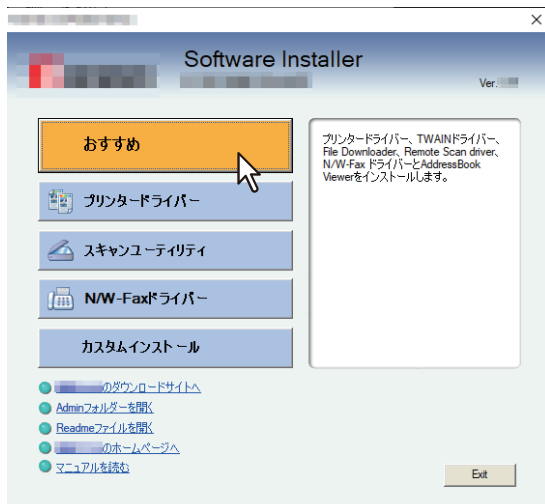 Software Installer
Ver.
おすすめ
プリンタードライバー
スキャンユーティリティ
N/W-Faxドライバー
カスタムインストール
プリンタードライバー、TWAINドライバー、
File Downloader、Remote Scan driver、
N/W-Fax ドライバーとAddressBook
Viewerをインストールします。
のダウンロードサイトへ
Adminフォルダーを開く
Readmeファイルを開く
のホームページへ
マニュアルを読む
Exit